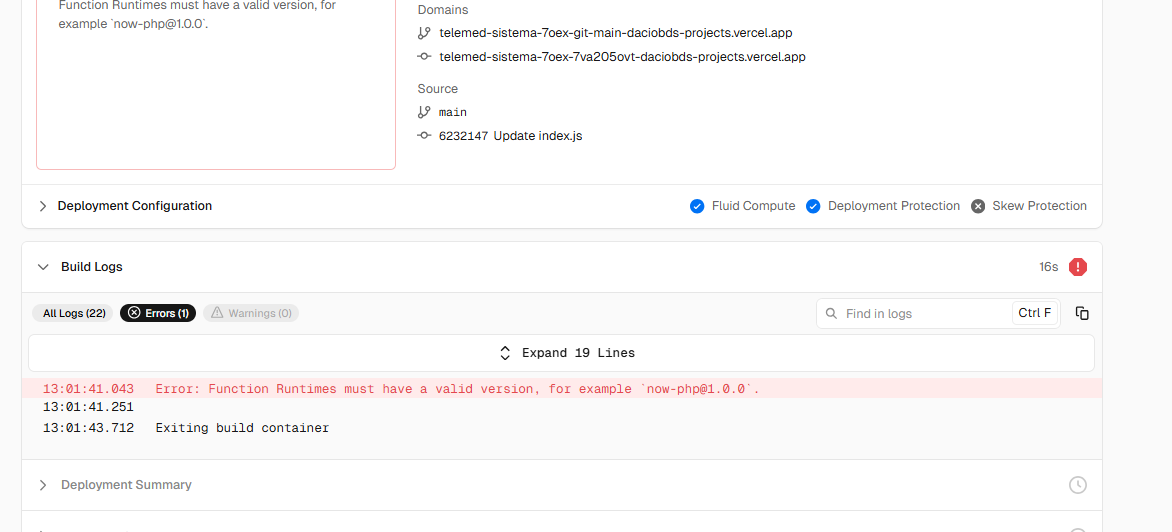 Function Runtimes must have a valid version, for
example `now-php@1.0.0`.
Domains
telemed-sistema-7oex-git-main-daciobds-projects.vercel.app
telemed-sistema-7oex-7va205ovt-daciobds-projects.vercel.app
Source
main
6232147 Update index.js
Deployment Configuration
Fluid Compute
Deployment Protection
Skew Protection
Build Logs
16s
All Logs (22)
Errors (1)
Warnings (0)
Find in logs
Ctrl F
Expand 19 Lines
13:01:41.043 Error: Function Runtimes must have a valid version, for example `now-php@1.0.0`.
13:01:41.251
13:01:43.712 Exiting build container
Deployment Summary